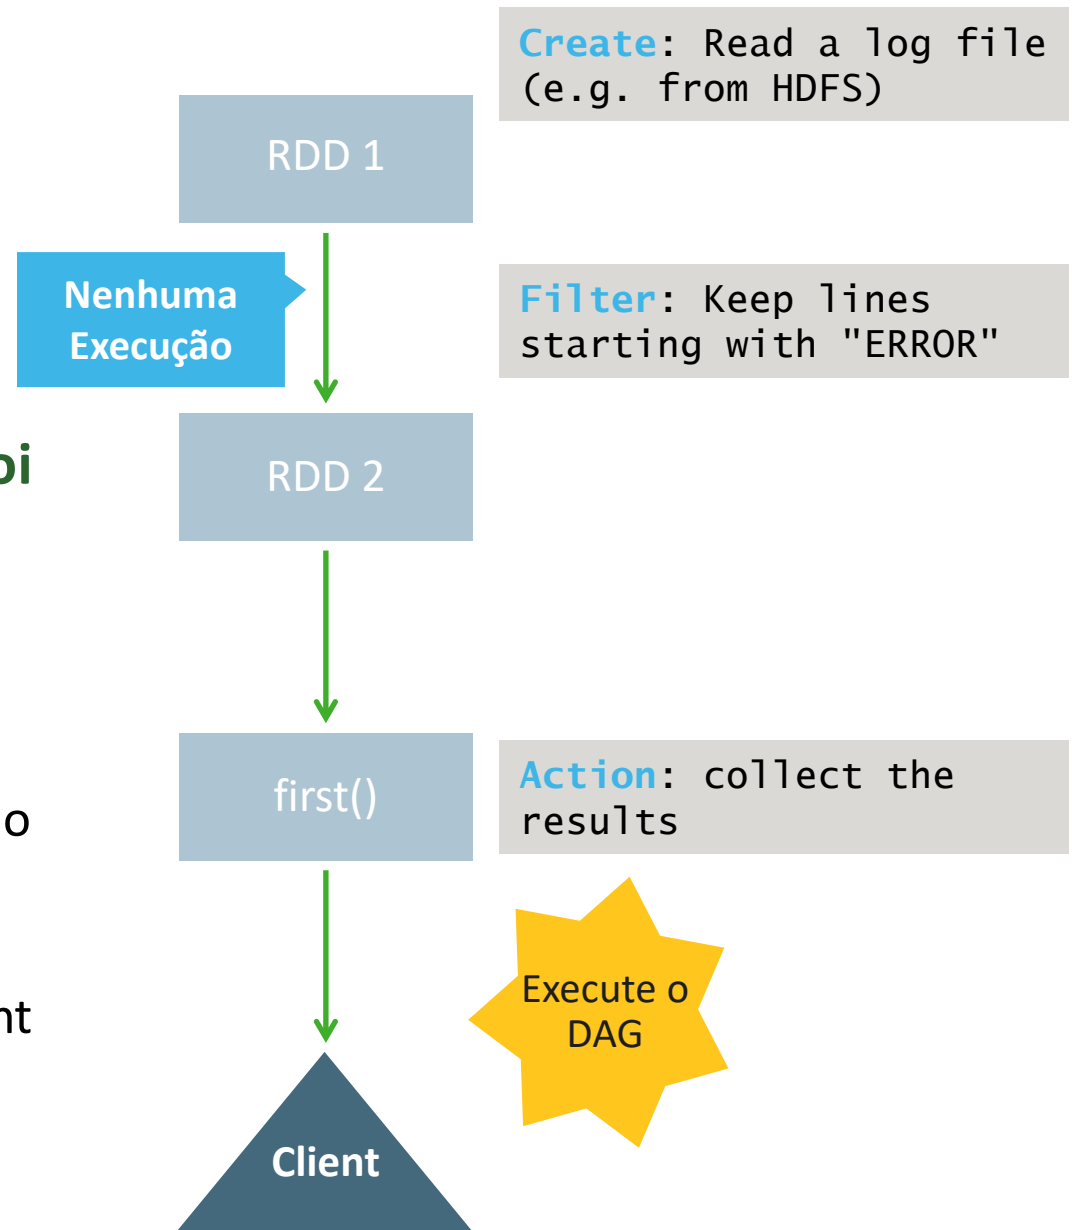 Create: Read a log file
(e.g. from HDFS)
RDD 1
Nenhuma
Execução
Filter: Keep lines
starting with "ERROR"
RDD 2
first()
Action: collect the
results
o
Execute o
DAG
Client